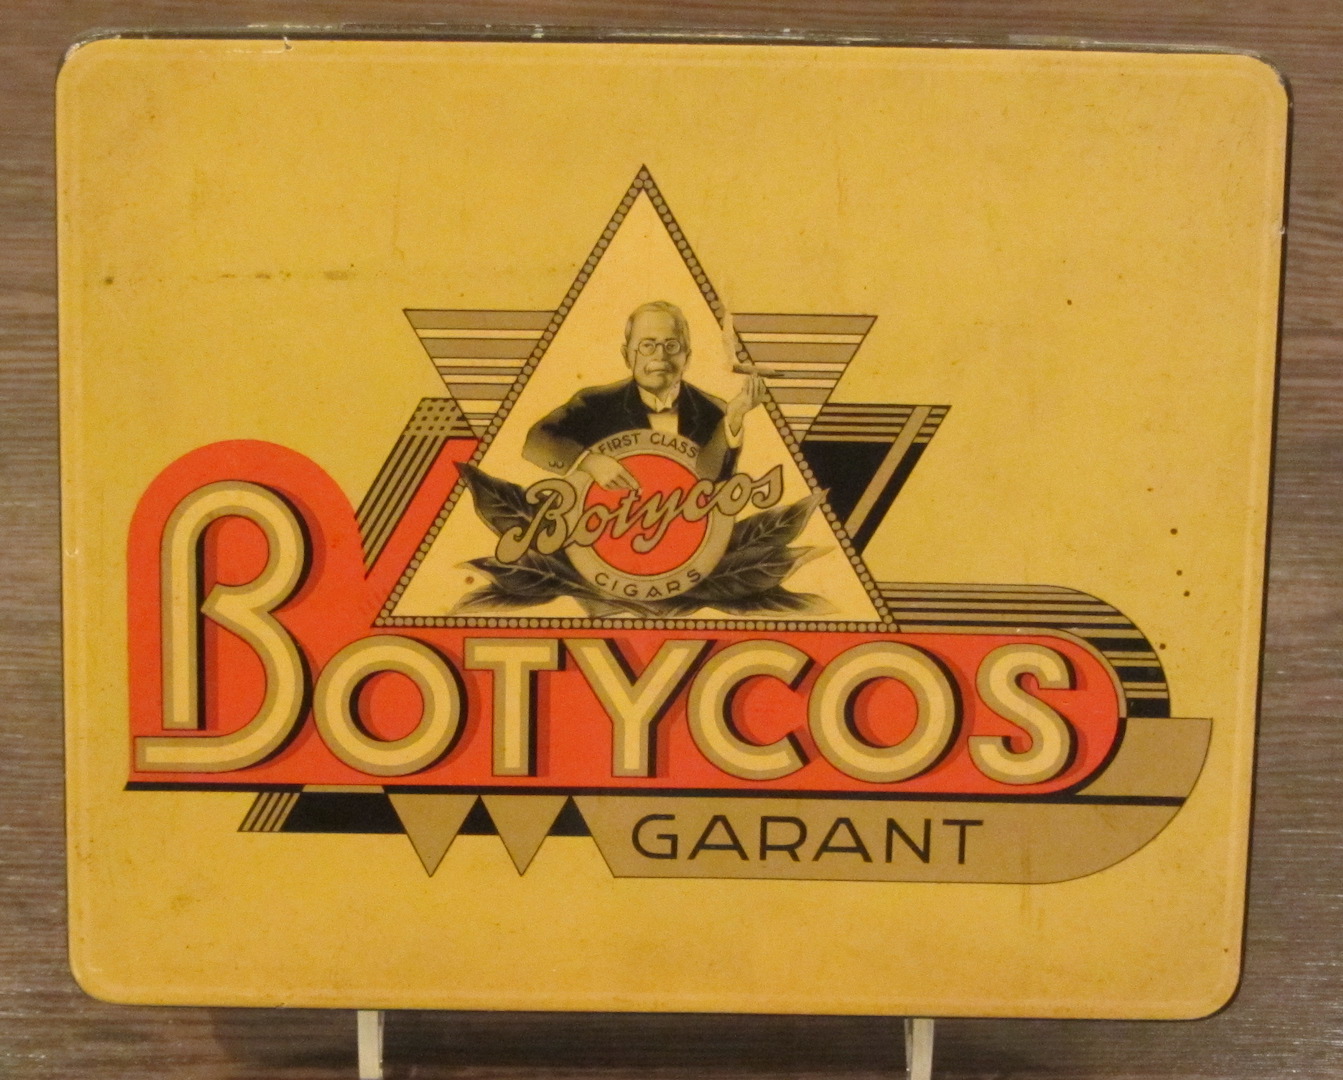 FIRST CLASS
Botycos
CIGARS
BOTYCOS
GARANT